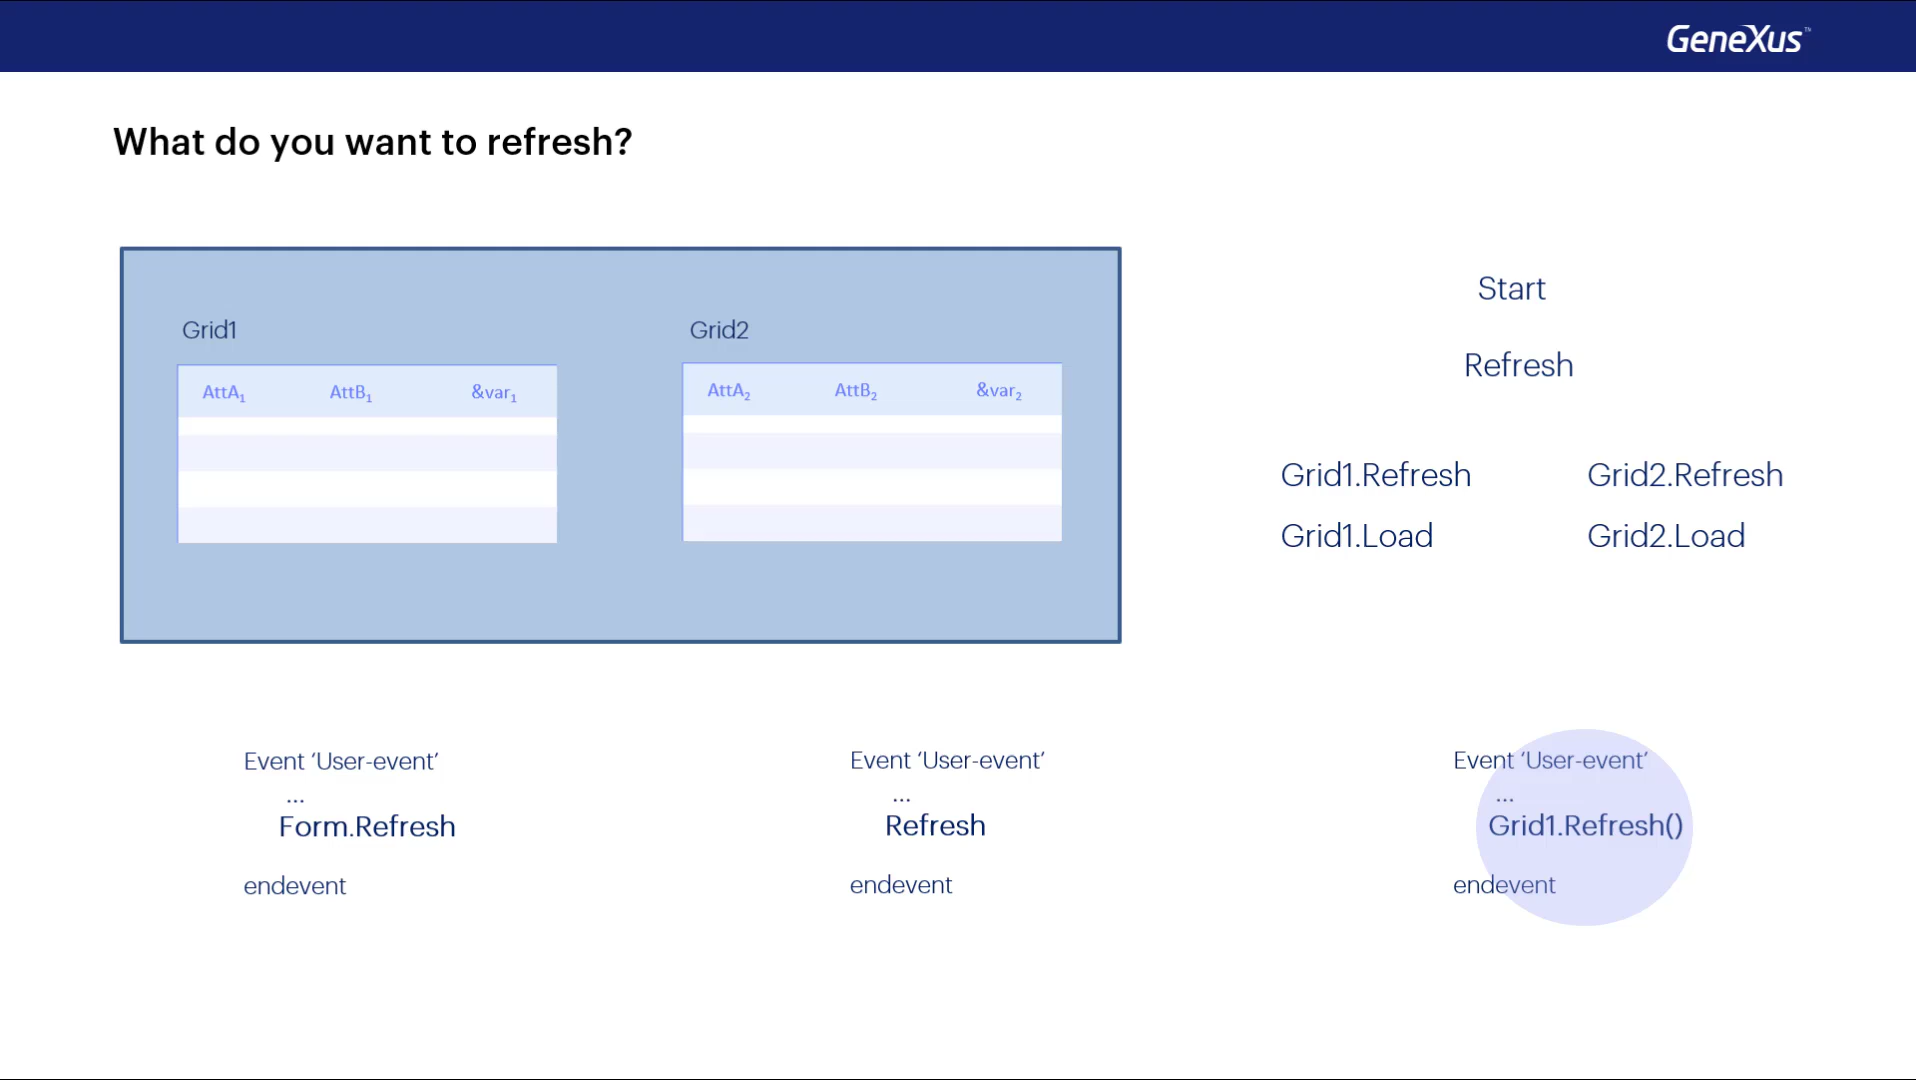 GeneXus™
What do you want to refresh?
Grid1
AttA1 AttB1 &var1
Grid2
AttA2 AttB2 &var2
Start
Refresh
Grid1.Refresh Grid2.Refresh
Grid1.Load Grid2.Load
Event ‘User-event’
...
Form.Refresh
endevent
Event ‘User-event’
...
Refresh
endevent
Event ‘User-event’
...
Grid1.Refresh()
endevent